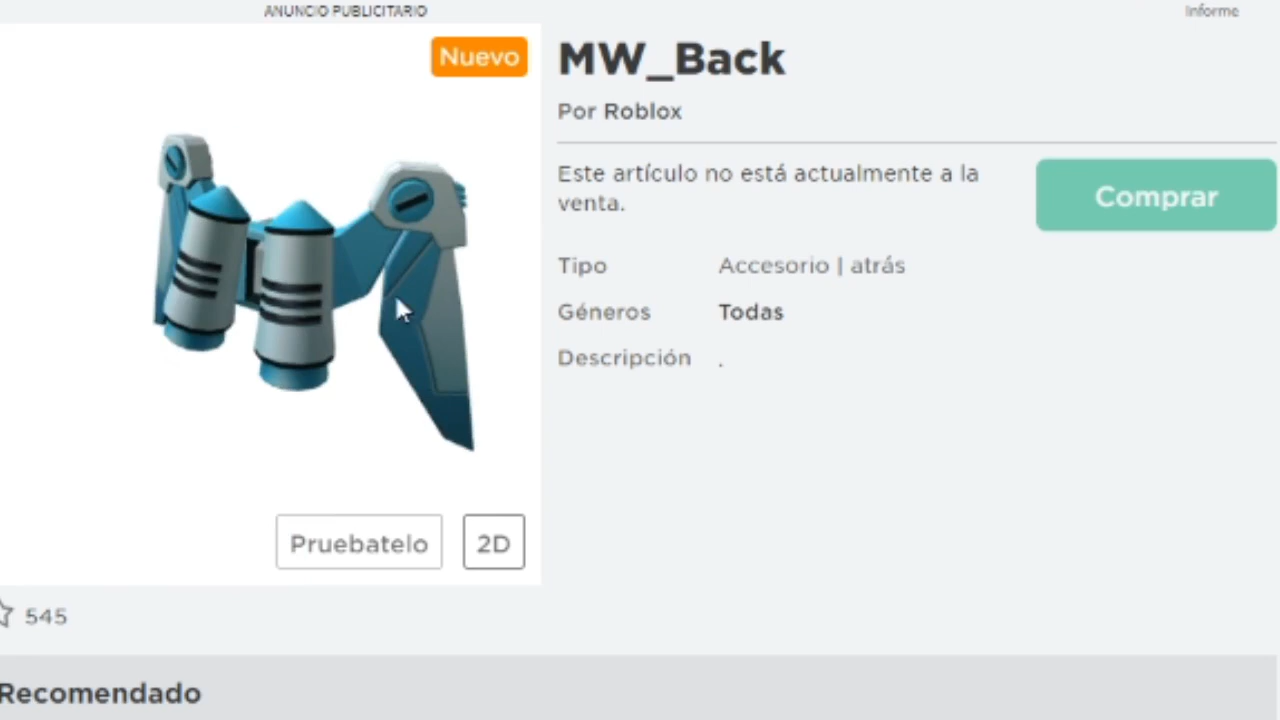 ANUNCIO PUBLICITARIO
Informe
Nuevo
MW_Back
Por Roblox
Este artículo no está actualmente a la
venta.
Comprar
Tipo Accesorio | atrás
Géneros Todas
Descripción .
Pruebatelo 2D
545
Recomendado